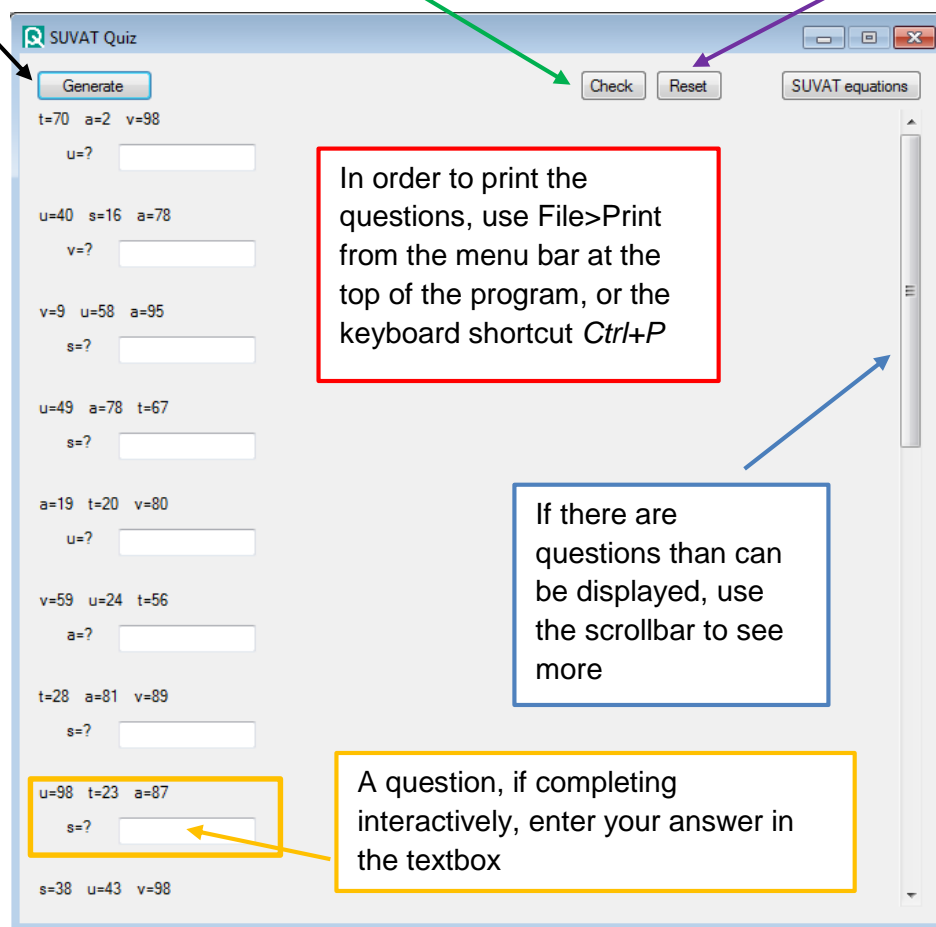 SUVAT Quiz
Generate
Check
Reset
SUVAT equations
t=70 a=2 v=98
u=?
In order to print the
questions, use File>Print
from the menu bar at the
top of the program, or the
keyboard shortcut Ctrl+P
u=40 s=16 a=78
v=?
v=9 u=58 a=95
s=?
u=49 a=78 t=67
s=?
a=19 t=20 v=80
u=?
If there are
questions than can
be displayed, use
the scrollbar to see
more
v=59 u=24 t=56
a=?
t=28 a=81 v=89
s=?
u=98 t=23 a=87
s=?
A question, if completing
interactively, enter your answer in
the textbox
s=38 u=43 v=98